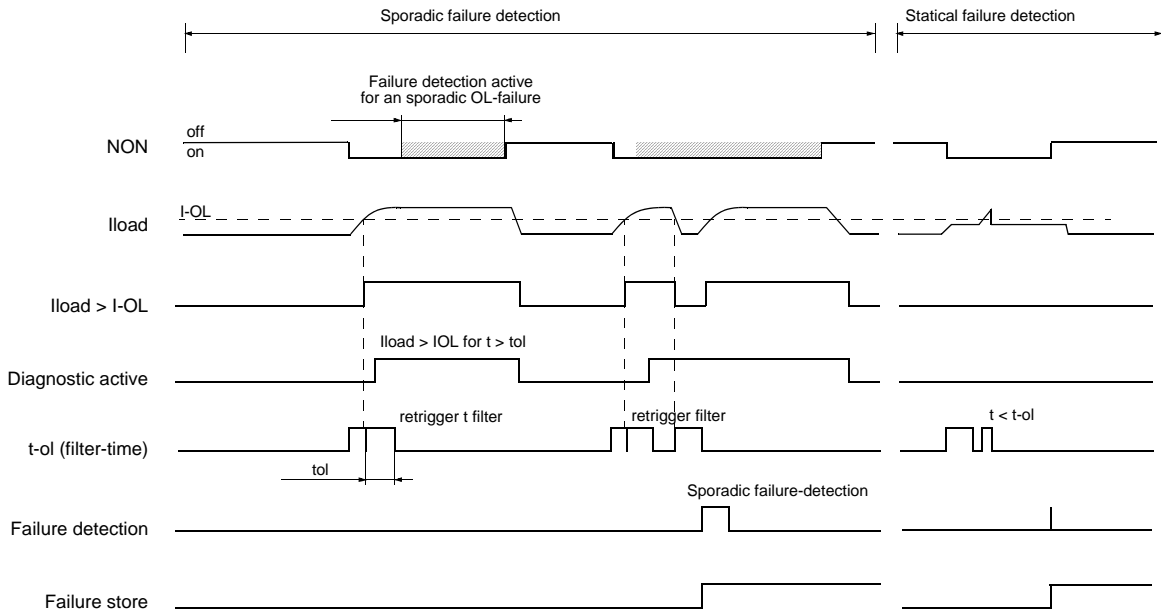 Sporadic failure detection
Statical failure detection
Failure detection active
for an sporadic OL-failure
off
NON
on
I-OL
Iload
Iload > I-OL
Iload > IOL for t > tol
Diagnostic active
retrigger t filter
retrigger filter
t < t-ol
t-ol (filter-time)
tol
Sporadic failure-detection
Failure detection
Failure store